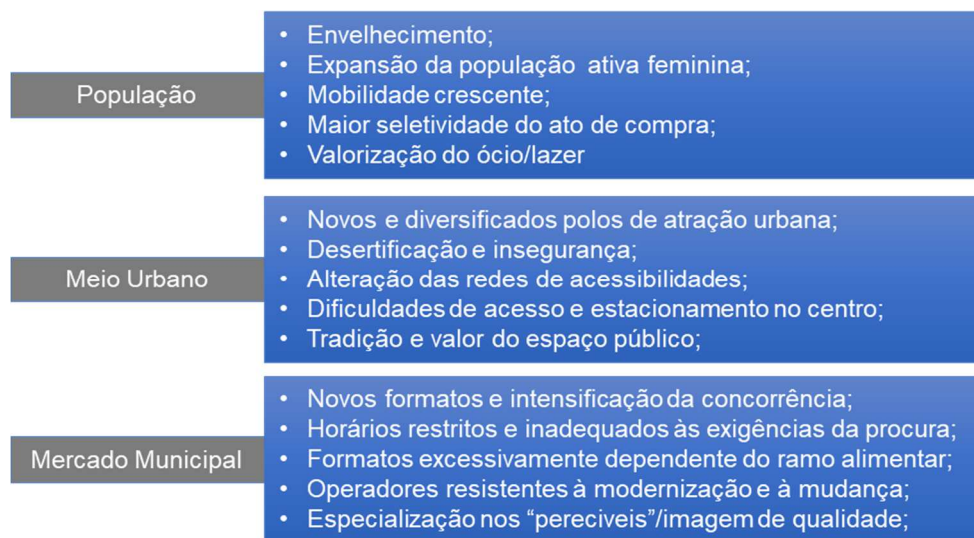 População
• Envelhecimento;
• Expansão da população ativa feminina;
• Mobilidade crescente;
• Maior seletividade do ato de compra;
• Valorização do ócio/lazer
Meio Urbano
• Novos e diversificados polos de atração urbana;
• Desertificação e insegurança;
• Alteração das redes de acessibilidades;
• Dificuldades de acesso e estacionamento no centro;
• Tradição e valor do espaço público;
Mercado Municipal
• Novos formatos e intensificação da concorrência;
• Horários restritos e inadequados às exigências da procura;
• Formatos excessivamente dependente do ramo alimentar;
• Operadores resistentes à modernização e à mudança;
• Especialização nos “pereciveis”/imagem de qualidade;